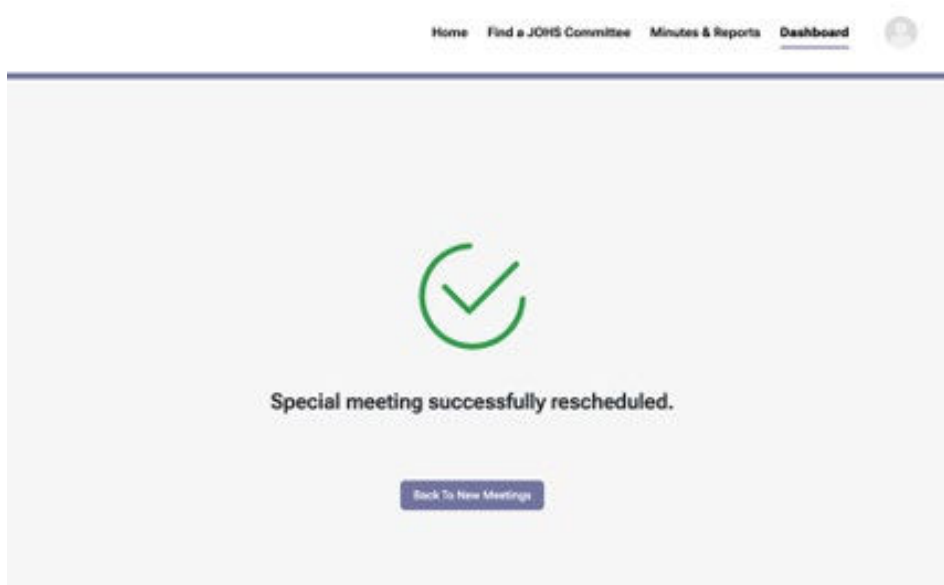 Home Find a JOHS Committee Minutes & Reports Dashboard
Special meeting successfully rescheduled.
Back To New Meetings